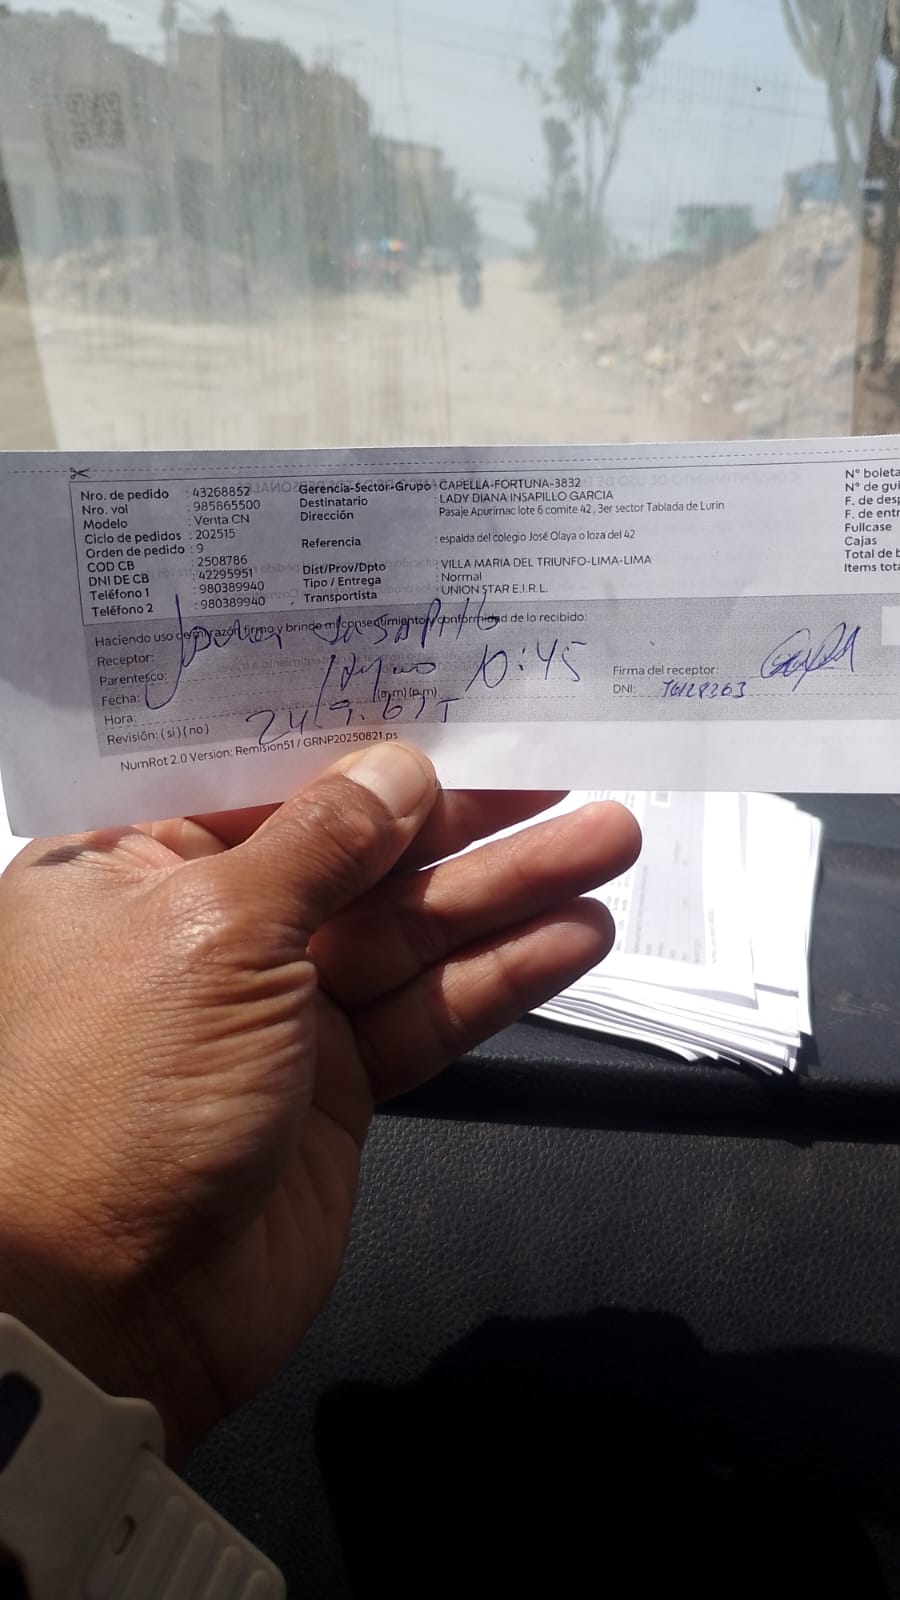 Nro. de pedido : 43268852
Nro. vol : 985865500
Modelo : Venta CN
Ciclo de pedidos : 202515
Orden de pedido : 9
COD CB : 2508786
DNI DE CB : 42295951
Teléfono 1 : 980389940
Teléfono 2 : 980389940
Gerencia-Sector-Grupo : CAPELLA-FORTUNA-3832
Destinatario : LADY DIANA INSAPILLO GARCIA
Dirección : Pasaje Apurímac lote 6 comite 42, 3er sector Tablada de Lurin
Referencia : espalda del colegio José Olaya o loza del 42
Dist/Prov/Dpto : VILLA MARIA DEL TRIUNFO-LIMA-LIMA
Tipo / Entrega : Normal
Transportista : UNION STAR E.I.R.L.
N° boleta
N° de gui
F. de des
F. de entr
Fullcase
Cajas
Total de b
Items tota
Haciendo uso de mi razón firmo y brindo mi consentimiento y conformidad de lo recibido:
Receptor:
Parentesco:
Fecha:
Hora: 10:45 (a.m) (p.m)
Revisión: (si) (no)
Firma del receptor:
DNI:
NumRot 2.0 Version: Remision51 / GRNP20250821.ps